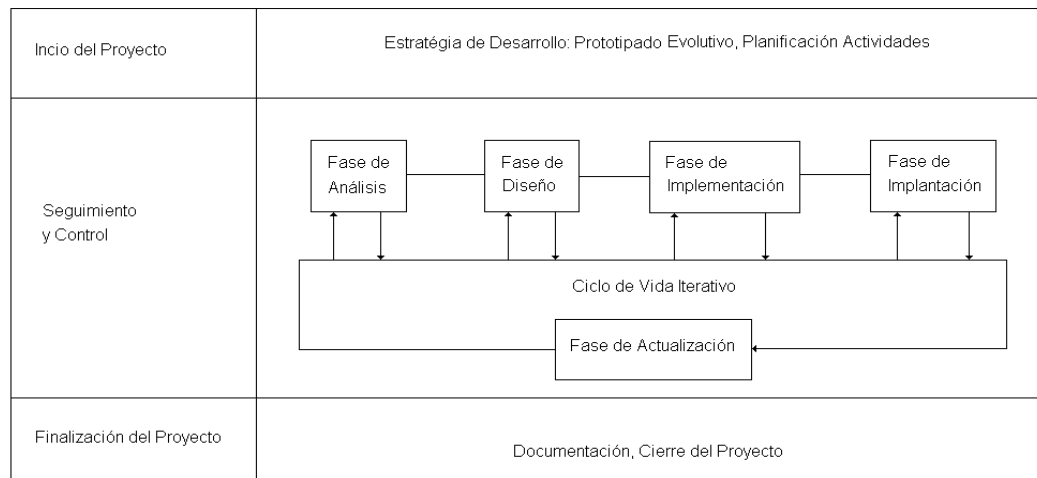 Incio del Proyecto
Estratégia de Desarrollo: Prototipado Evolutivo, Planificación Actividades
Seguimiento
y Control
Fase de
Análisis
Fase de
Diseño
Fase de
Implementación
Fase de
Implantación
Ciclo de Vida Iterativo
Fase de Actualización
Finalización del Proyecto
Documentación, Cierre del Proyecto